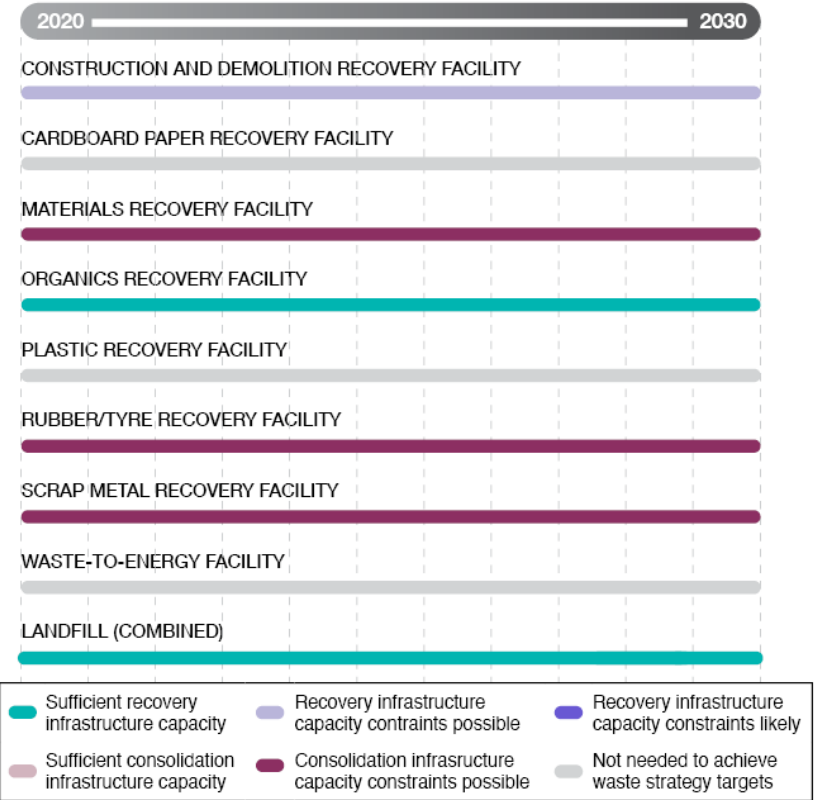 2020 2030
CONSTRUCTION AND DEMOLITION RECOVERY FACILITY
CARDBOARD PAPER RECOVERY FACILITY
MATERIALS RECOVERY FACILITY
ORGANICS RECOVERY FACILITY
PLASTIC RECOVERY FACILITY
RUBBER/TYRE RECOVERY FACILITY
SCRAP METAL RECOVERY FACILITY
WASTE-TO-ENERGY FACILITY
LANDFILL (COMBINED)
Sufficient recovery
infrastructure capacity
Recovery infrastructure
capacity contraints possible
Recovery infrastructure
capacity constraints likely
Sufficient consolidation
infrastructure capacity
Consolidation infrasructure
capacity constraints possible
Not needed to achieve
waste strategy targets